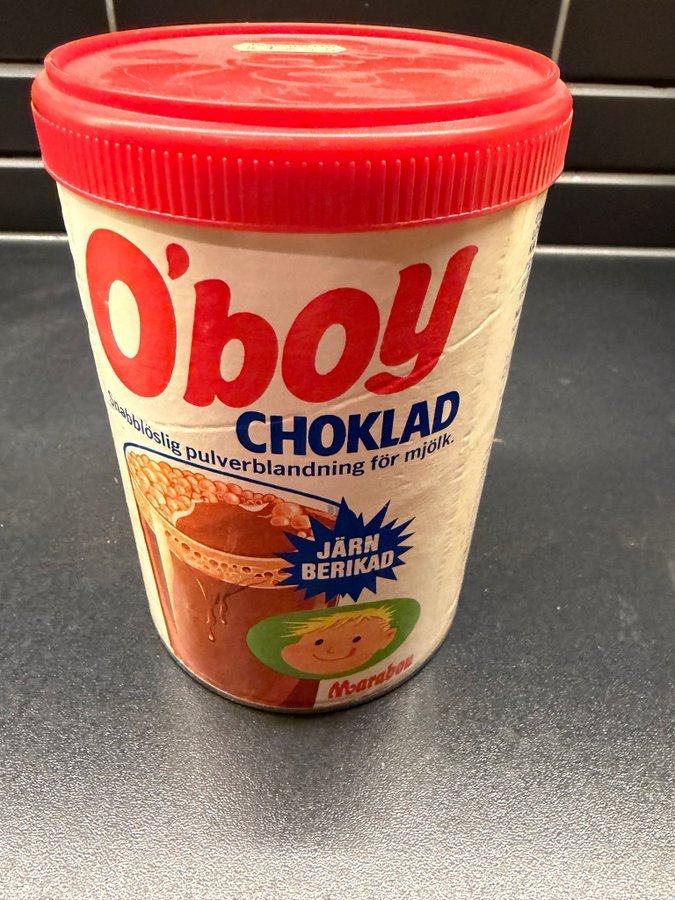 O'boy
CHOKLAD
Snabblöslig pulverblandning för mjölk.
JÄRN
BERIKAD
Marabou